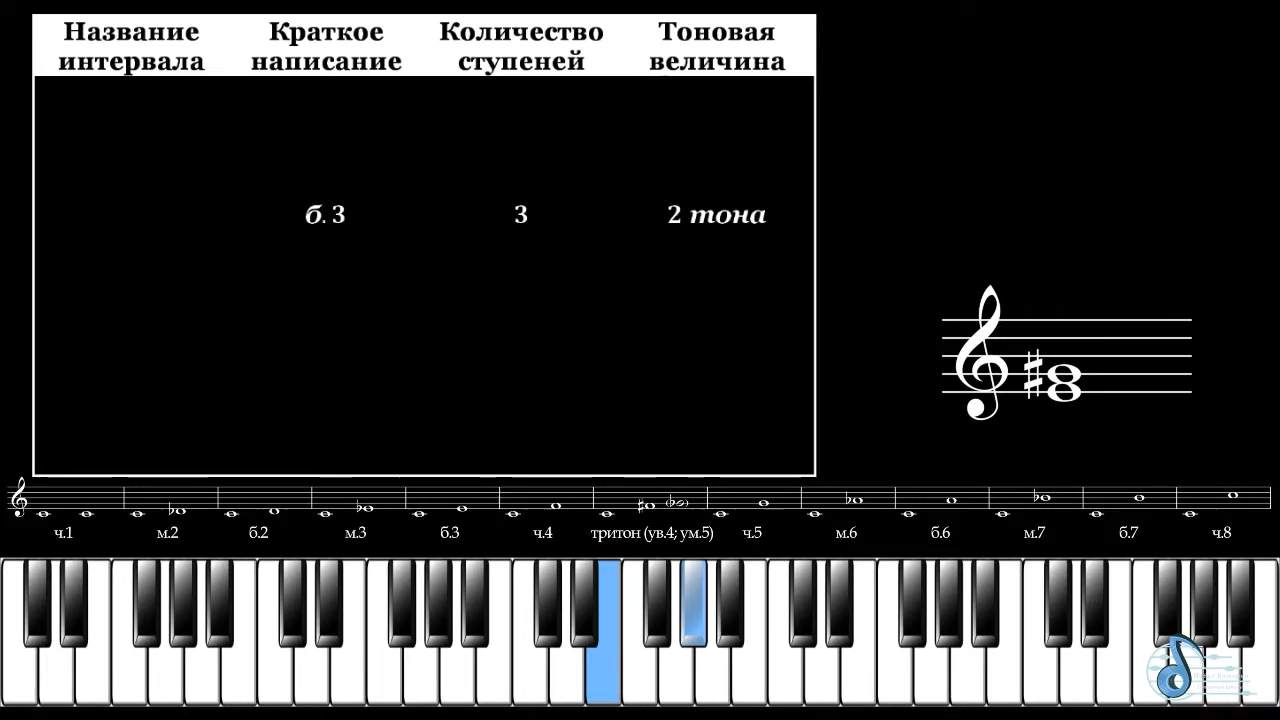 Название интервала
Краткое написание
Количество ступеней
Тоновая величина
б. 3
3
2 тона
ч.1
м.2
б.2
м.3
б.3
ч.4
тритон (ув.4; ум.5)
ч.5
м.6
б.6
м.7
б.7
ч.8